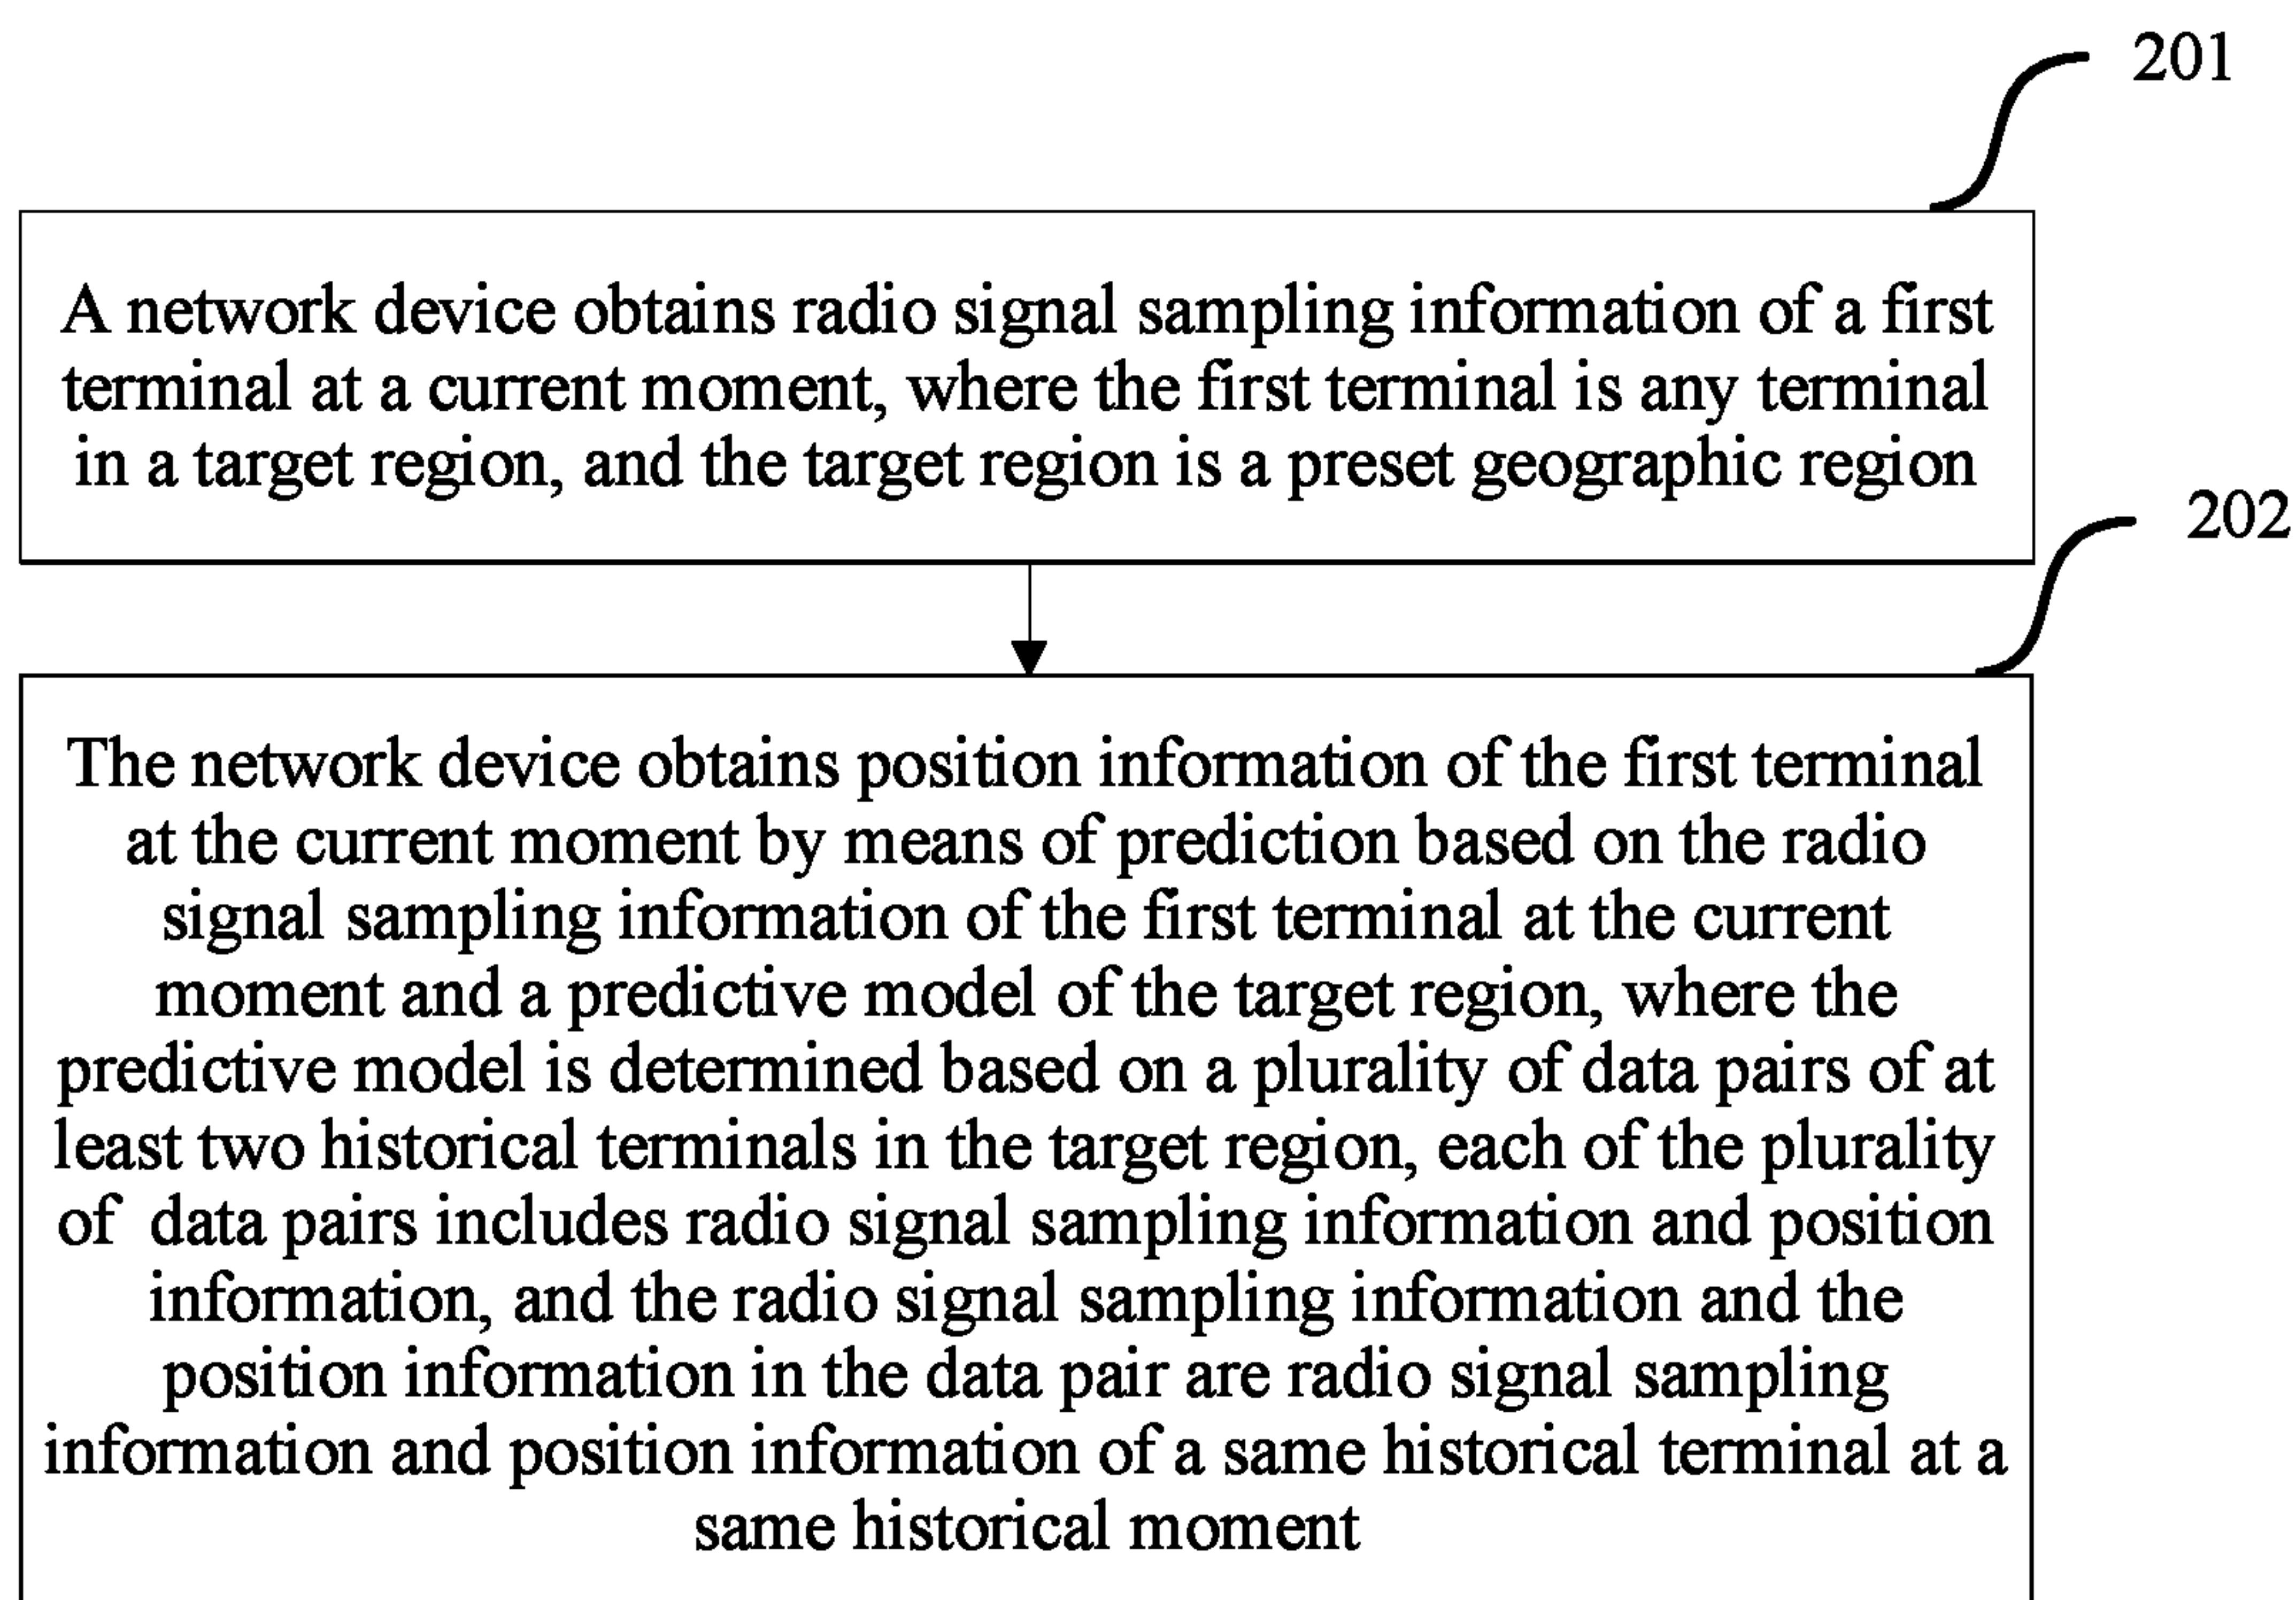 201
A network device obtains radio signal sampling information of a first
terminal at a current moment, where the first terminal is any terminal
in a target region, and the target region is a preset geographic region
202
The network device obtains position information of the first terminal
at the current moment by means of prediction based on the radio
signal sampling information of the first terminal at the current
moment and a predictive model of the target region, where the
predictive model is determined based on a plurality of data pairs of at
least two historical terminals in the target region, each of the plurality
of data pairs includes radio signal sampling information and position
information, and the radio signal sampling information and the
position information in the data pair are radio signal sampling
information and position information of a same historical terminal at a
same historical moment